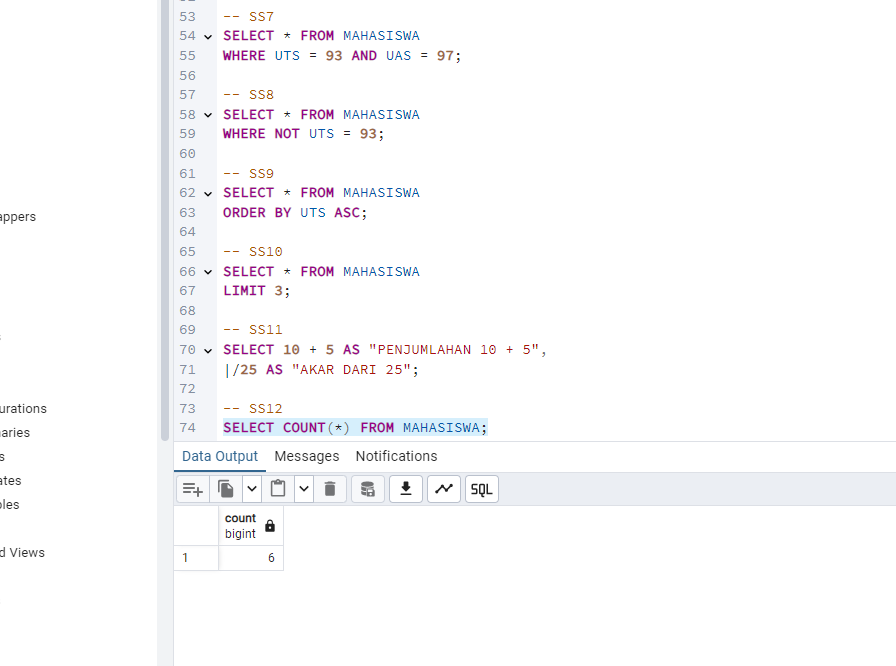 53 -- SS7
54 SELECT * FROM MAHASISWA
55 WHERE UTS = 93 AND UAS = 97;
56
57 -- SS8
58 SELECT * FROM MAHASISWA
59 WHERE NOT UTS = 93;
60
61 -- SS9
62 SELECT * FROM MAHASISWA
63 ORDER BY UTS ASC;
64
65 -- SS10
66 SELECT * FROM MAHASISWA
67 LIMIT 3;
68
69 -- SS11
70 SELECT 10 + 5 AS "PENJUMLAHAN 10 + 5",
71 |/25 AS "AKAR DARI 25";
72
73 -- SS12
74 SELECT COUNT(*) FROM MAHASISWA;
appers
s
urations
aries
s
ates
les
d Views
Data Output Messages Notifications
SQL
count
bigint
1 6